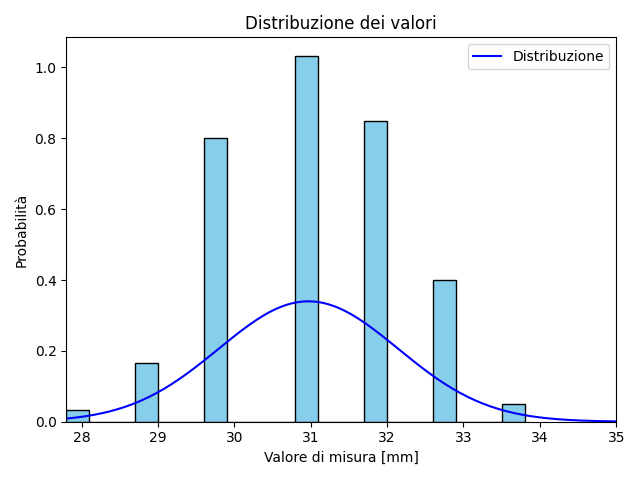 Distribuzione dei valori
Distribuzione
Probabilità
1.0
0.8
0.6
0.4
0.2
0.0
28 29 30 31 32 33 34 35
Valore di misura [mm]